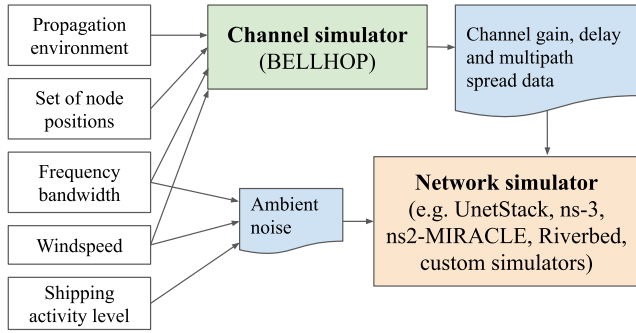 Propagation
environment
Set of node
positions
Frequency
bandwidth
Windspeed
Shipping
activity level
Channel simulator
(BELLHOP)
Ambient
noise
Channel gain, delay
and multipath
spread data
Network simulator
(e.g. UnetStack, ns-3,
ns2-MIRACLE, Riverbed,
custom simulators)